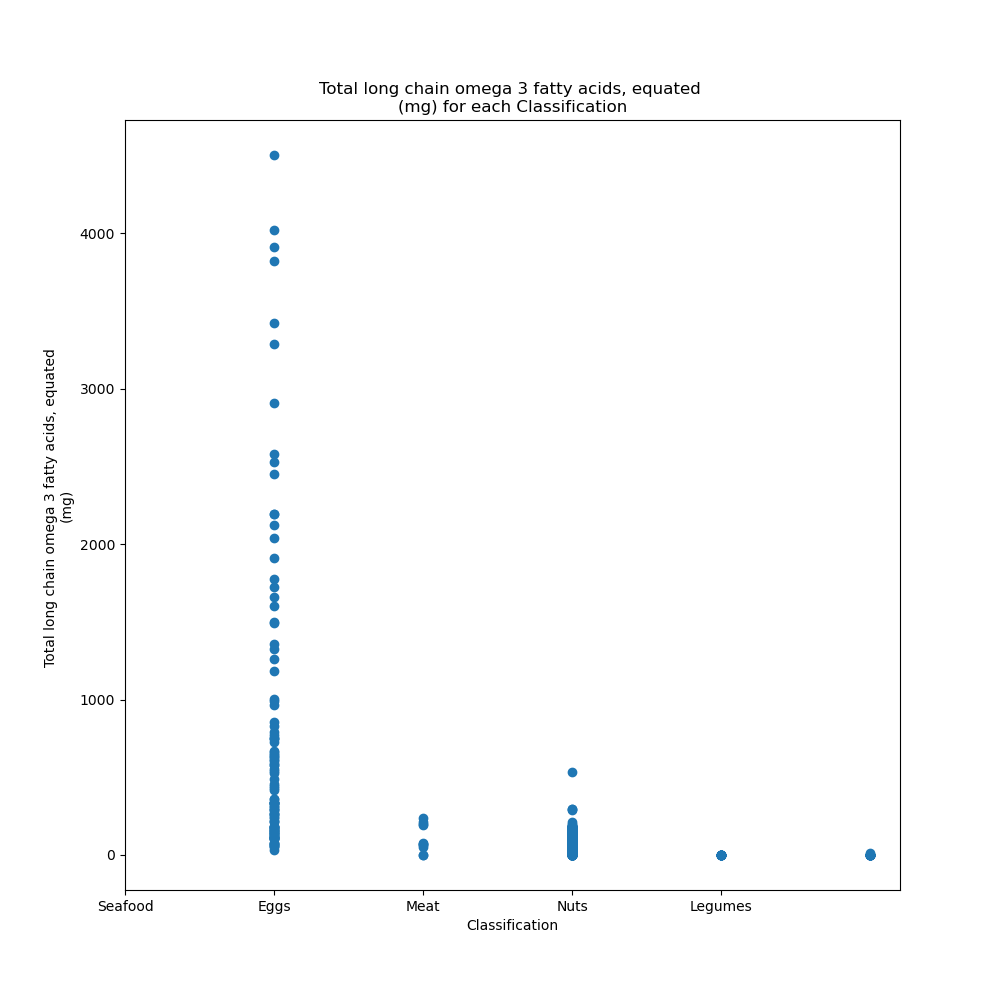 Total long chain omega 3 fatty acids, equated
(mg) for each Classification
Total long chain omega 3 fatty acids, equated
(mg)
4000
3000
2000
1000
0
Seafood
Eggs
Meat
Nuts
Legumes
Classification